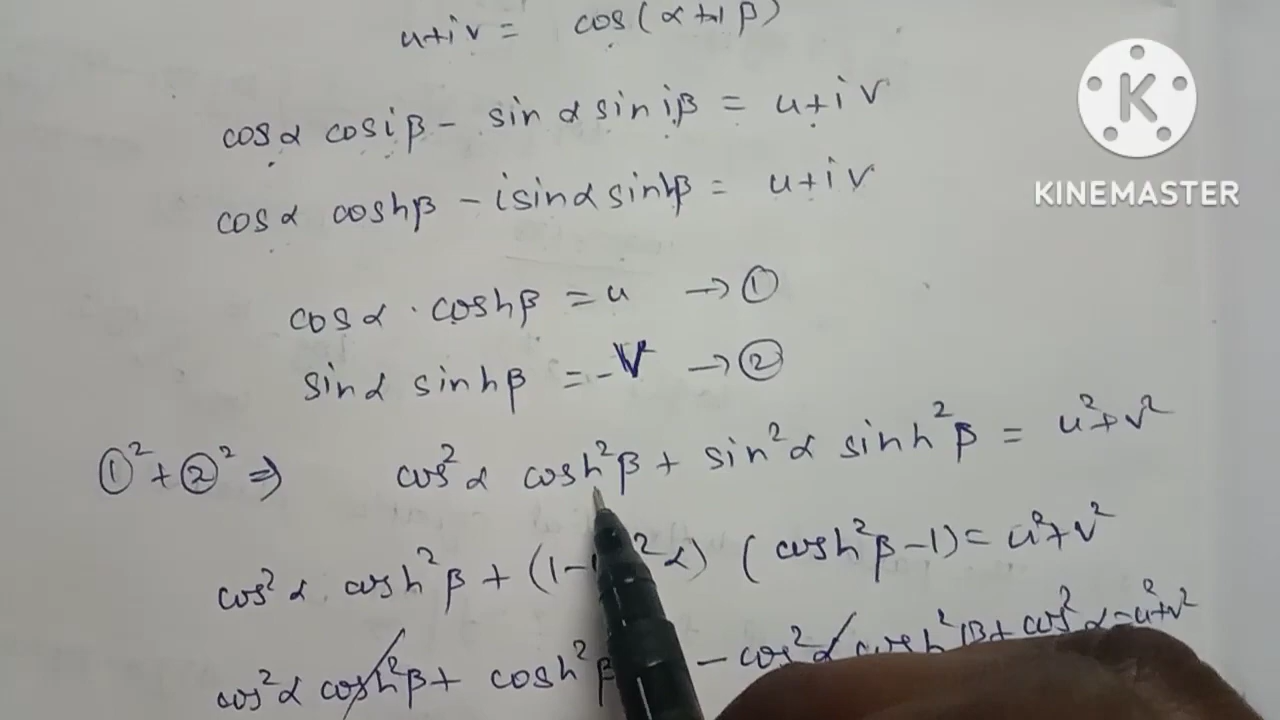 u+iv = cos(α+iβ)
cosα cosiβ - sinα siniβ = u+iv
cosα coshβ - isinα sinhβ = u+iv
cosα · coshβ = u → ①
sinα sinhβ = -V → ②
①² + ②² ⇒ cos²α cosh²β + sin²α sinh²β = u²+v²
cos²α cosh²β + (1- ²α) (cosh²β-1) = u²+v²
cos²α cosh²β + cosh²β - cos²α cosh²β + cos²α = u²+v²
K
KINEMASTER